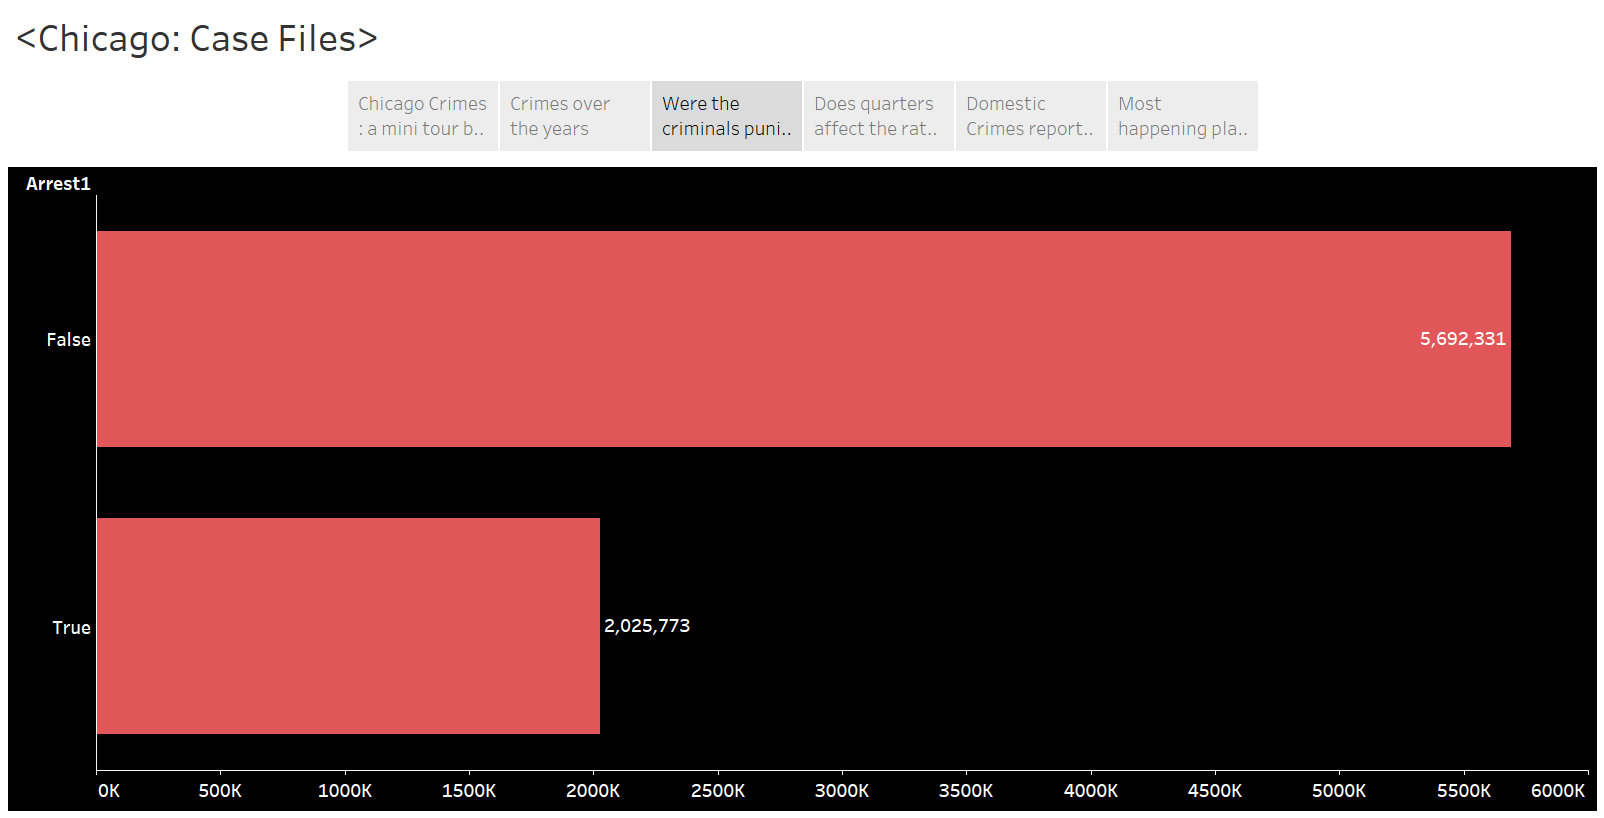 <Chicago: Case Files>
Chicago Crimes
: a mini tour b..
Crimes over
the years
Were the
criminals puni..
Does quarters
affect the rat..
Domestic
Crimes report..
Most
happening pla..
Arrest1
False
5,692,331
True
2,025,773
0K 500K 1000K 1500K 2000K 2500K 3000K 3500K 4000K 4500K 5000K 5500K 6000K